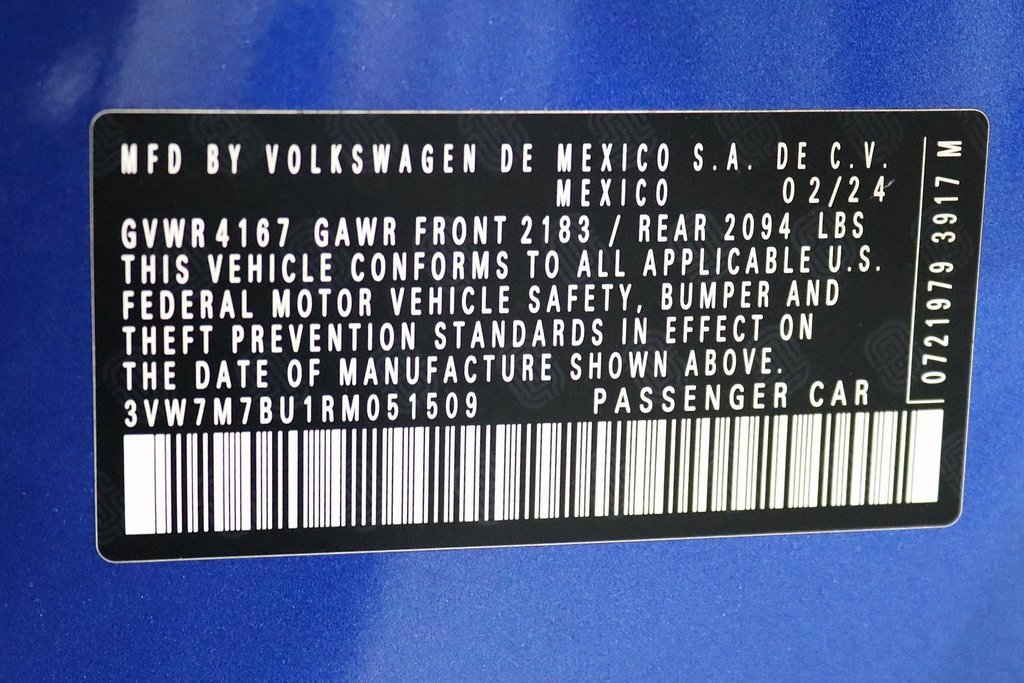 MFD BY VOLKSWAGEN DE MEXICO S.A. DE C.V.
MEXICO 02/24
GVWR 4167 GAWR FRONT 2183 / REAR 2094 LBS
THIS VEHICLE CONFORMS TO ALL APPLICABLE U.S.
FEDERAL MOTOR VEHICLE SAFETY, BUMPER AND
THEFT PREVENTION STANDARDS IN EFFECT ON
THE DATE OF MANUFACTURE SHOWN ABOVE.
3VW7M7BU1RM051509 PASSENGER CAR
0721979 3917 M